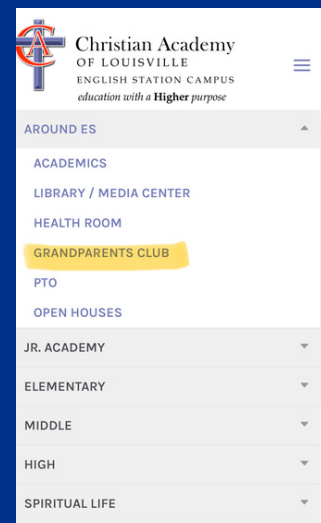 Christian Academy
OF LOUISVILLE
ENGLISH STATION CAMPUS
education with a Higher purpose
AROUND ES
ACADEMICS
LIBRARY / MEDIA CENTER
HEALTH ROOM
GRANDPARENTS CLUB
PTO
OPEN HOUSES
JR. ACADEMY
ELEMENTARY
MIDDLE
HIGH
SPIRITUAL LIFE